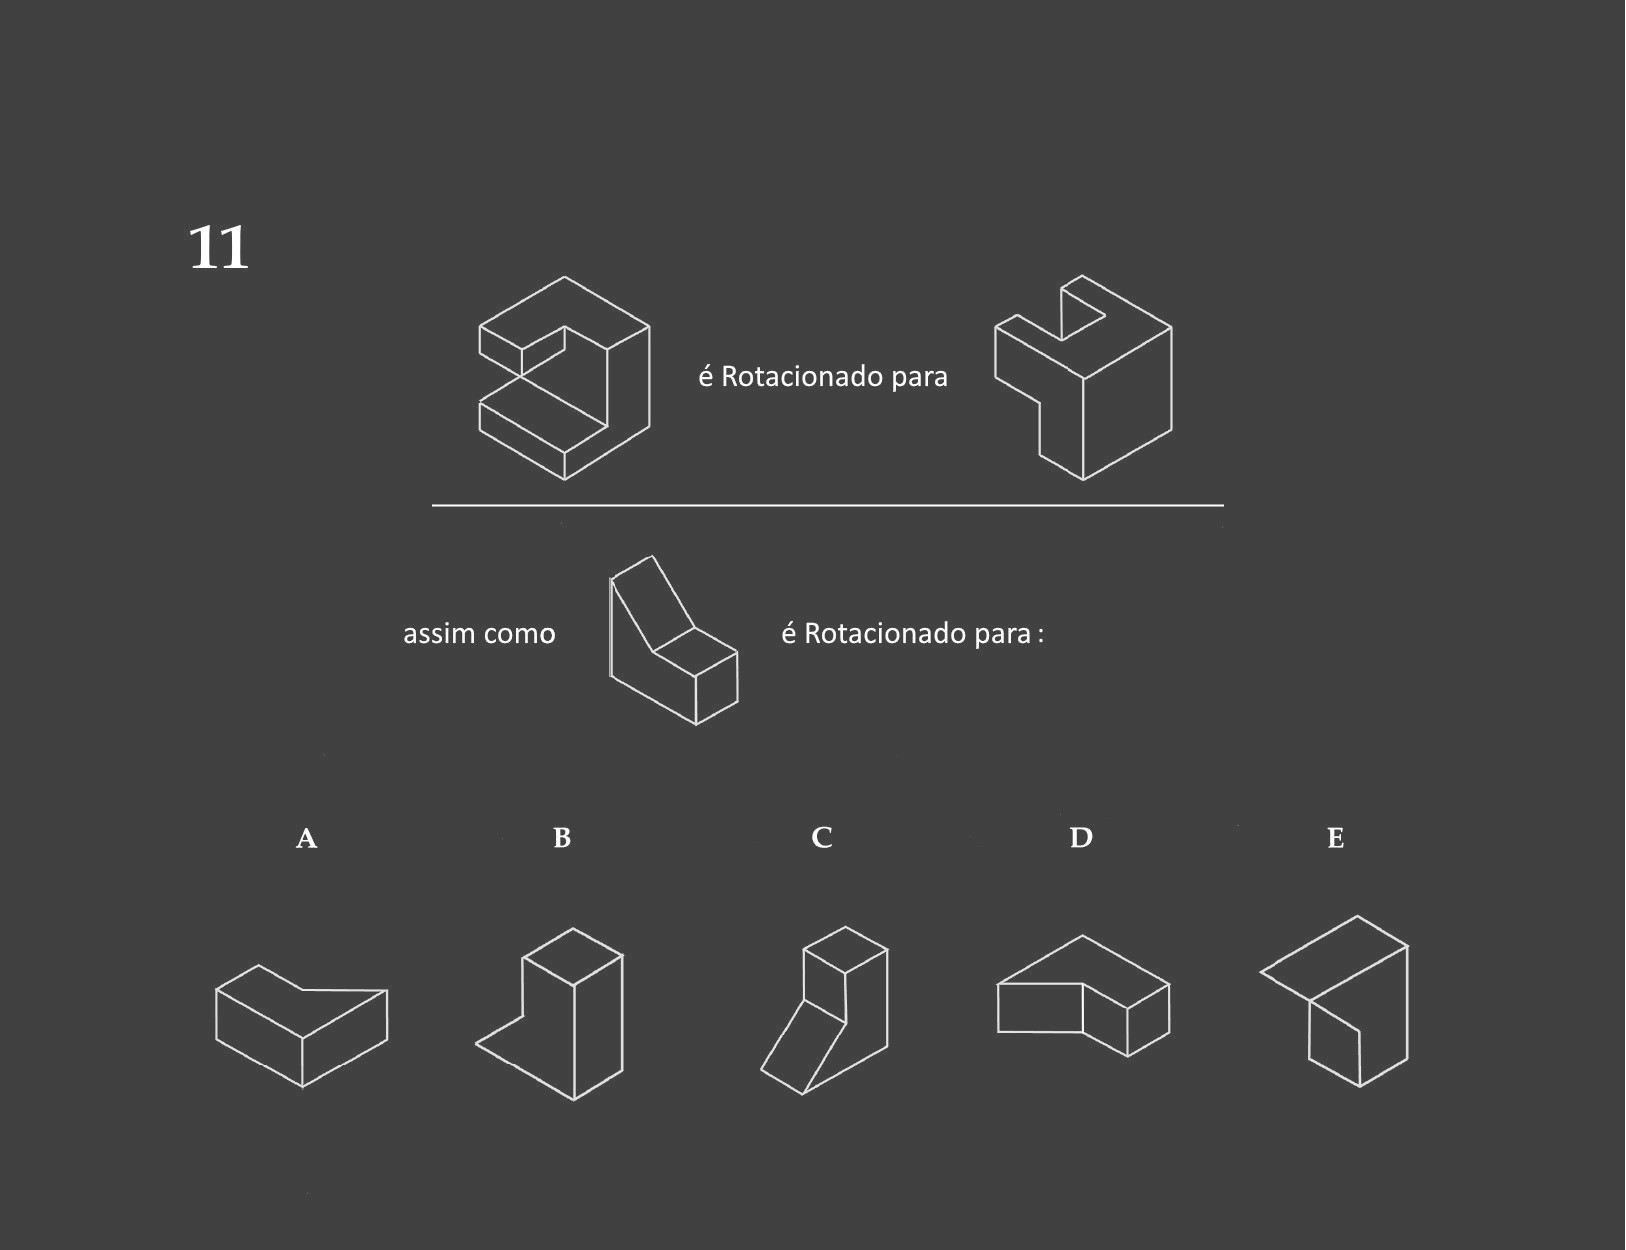 11
é Rotacionado para
assim como
é Rotacionado para :
A B C D E